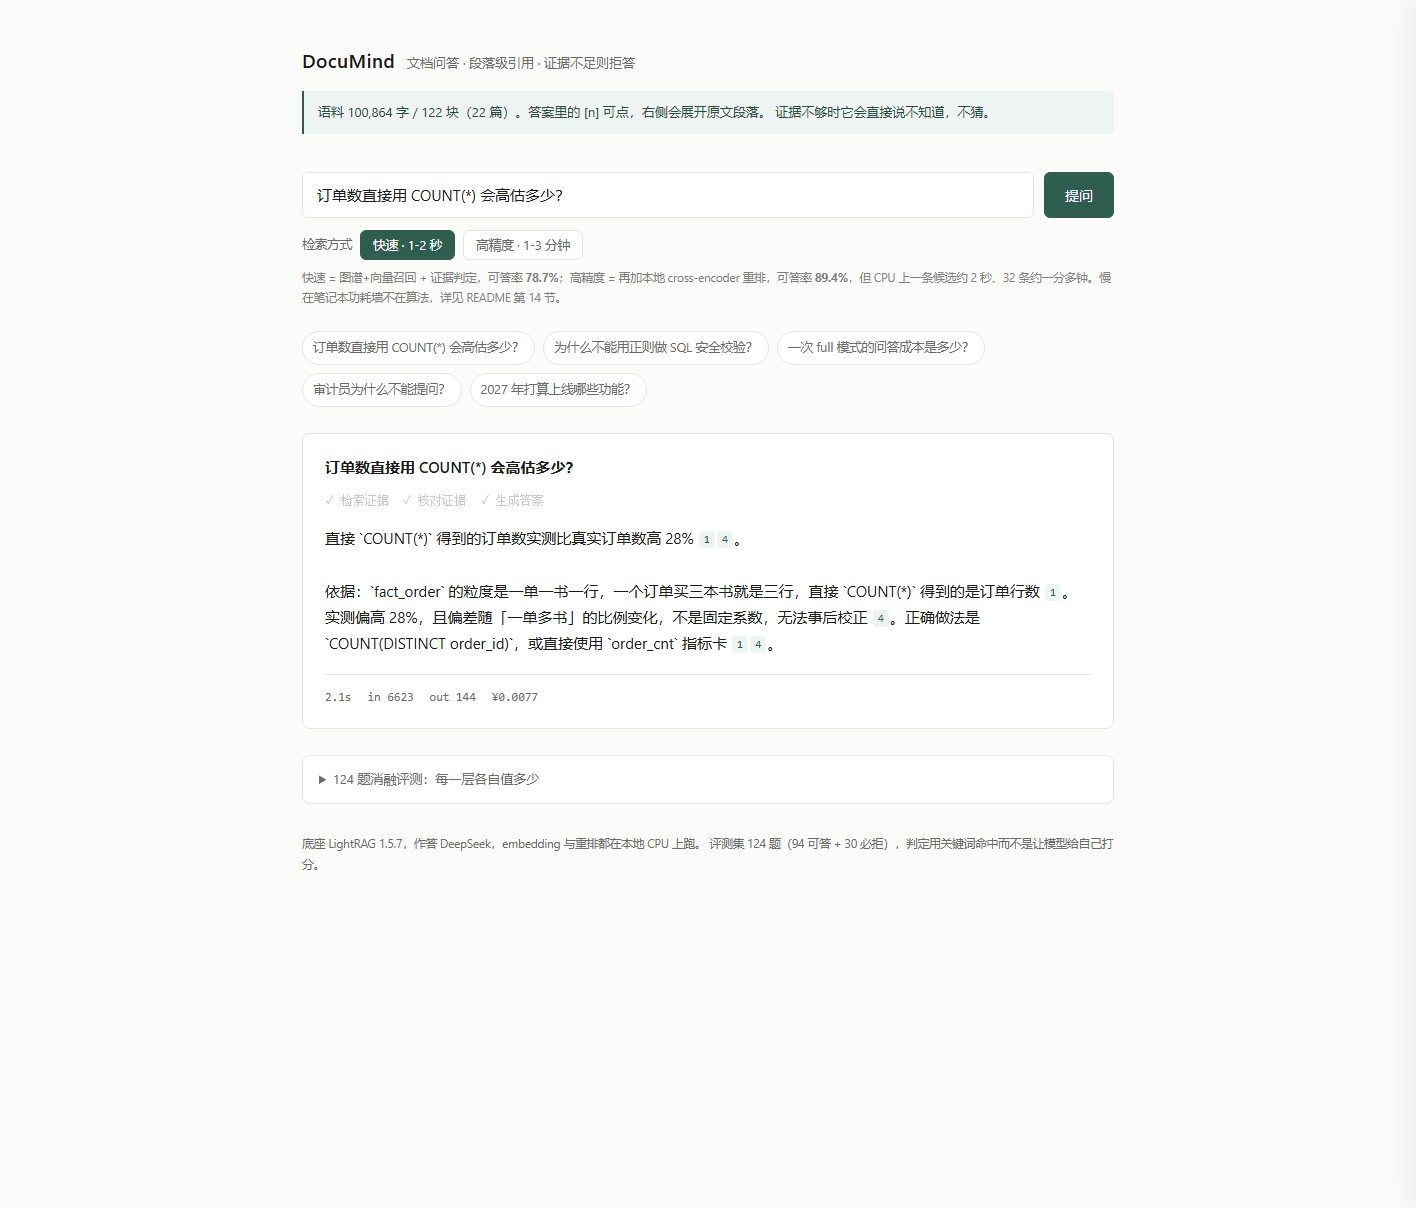 DocuMind 文档问答 · 段落级引用 · 证据不足则拒答
语料 100,864 字 / 122 块（22 篇）。答案里的 [n] 可点，右侧会展开原文段落。 证据不够时它会直接说不知道，不猜。
订单数直接用 COUNT(*) 会高估多少？ 提问
检索方式 快速 · 1-2 秒 高精度 · 1-3 分钟
快速 = 图谱+向量召回 + 证据判定，可答率 78.7%；高精度 = 再加本地 cross-encoder 重排，可答率 89.4%，但 CPU 上一条候选约 2 秒、32 条约一分多钟。慢
在笔记本功耗墙不在算法，详见 README 第 14 节。
订单数直接用 COUNT(*) 会高估多少？ 为什么不能用正则做 SQL 安全校验？ 一次 full 模式的问答成本是多少？
审计员为什么不能提问？ 2027 年打算上线哪些功能？
订单数直接用 COUNT(*) 会高估多少？
✓ 检索证据 ✓ 核对证据 ✓ 生成答案
直接 `COUNT(*)` 得到的订单数实测比真实订单数高 28% 1 4 。
依据：`fact_order` 的粒度是一单一书一行，一个订单买三本书就是三行，直接 `COUNT(*)` 得到的是订单行数 1 。
实测偏高 28%，且偏差随「一单多书」的比例变化，不是固定系数，无法事后校正 4 。正确做法是
`COUNT(DISTINCT order_id)`，或直接使用 `order_cnt` 指标卡 1 4 。
2.1s in 6623 out 144 ¥0.0077
▶ 124 题消融评测：每一层各自值多少
底座 LightRAG 1.5.7，作答 DeepSeek，embedding 与重排都在本地 CPU 上跑。 评测集 124 题（94 可答 + 30 必拒），判定用关键词命中而不是让模型给自己打
分。